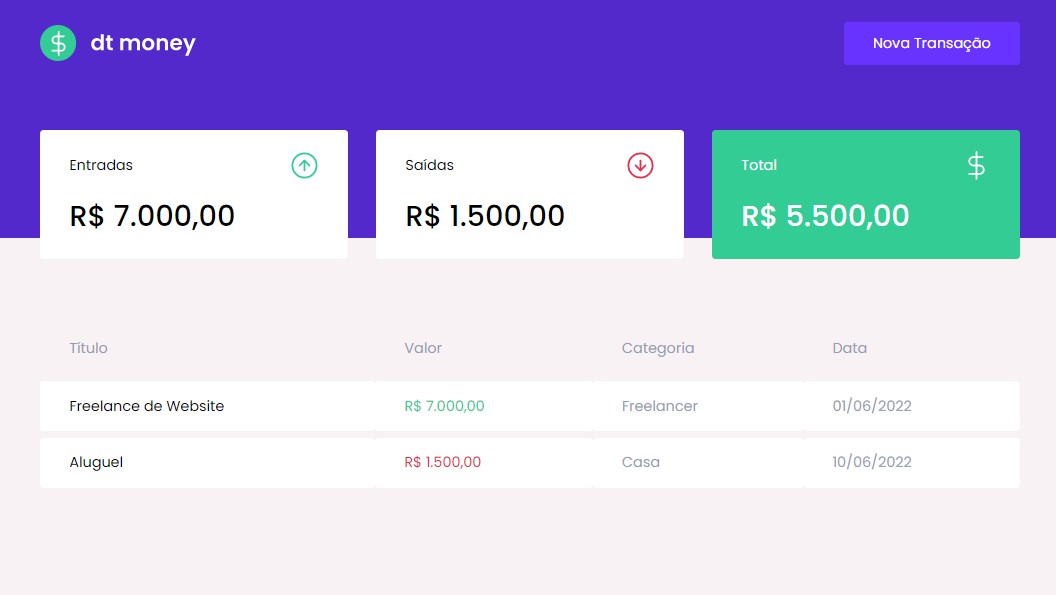 dt money
Nova Transação
Entradas
R$ 7.000,00
Saídas
R$ 1.500,00
Total
R$ 5.500,00
Título Valor Categoria Data
Freelance de Website R$ 7.000,00 Freelancer 01/06/2022
Aluguel R$ 1.500,00 Casa 10/06/2022